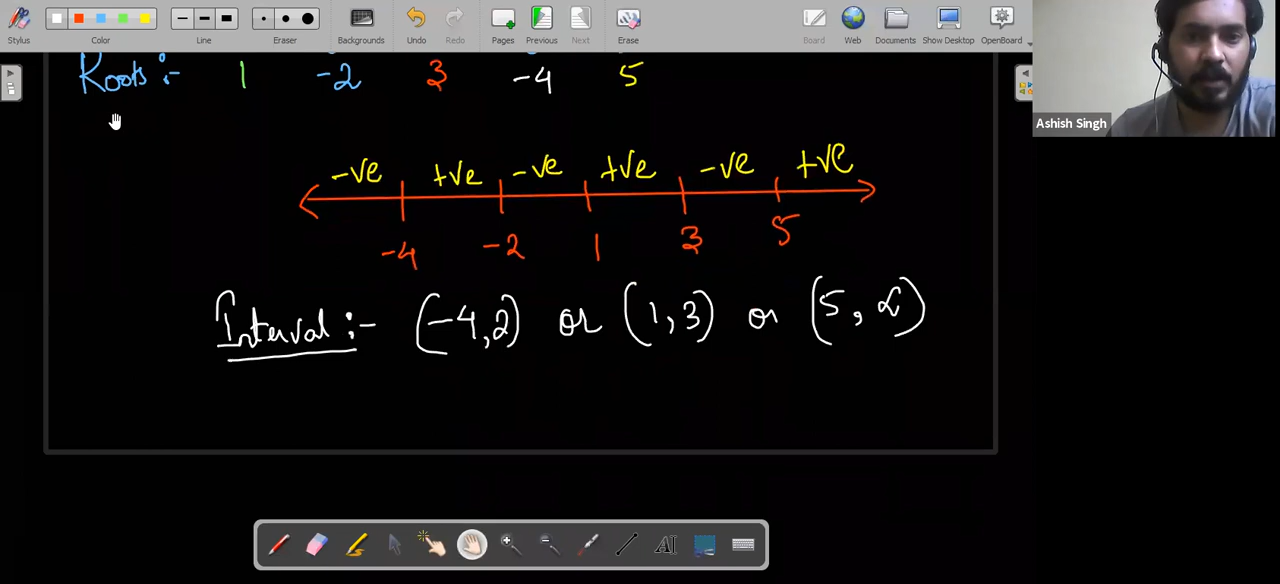 Stylus Color Line Eraser Backgrounds Undo Redo Pages Previous Next Erase Board Web Documents Show Desktop OpenBoard
Roots :- 1 -2 3 -4 5
Ashish Singh
-ve +ve -ve +ve -ve +ve
-4 -2 1 3 5
Interval :- (-4,2) or (1,3) or (5, ∝)
AI